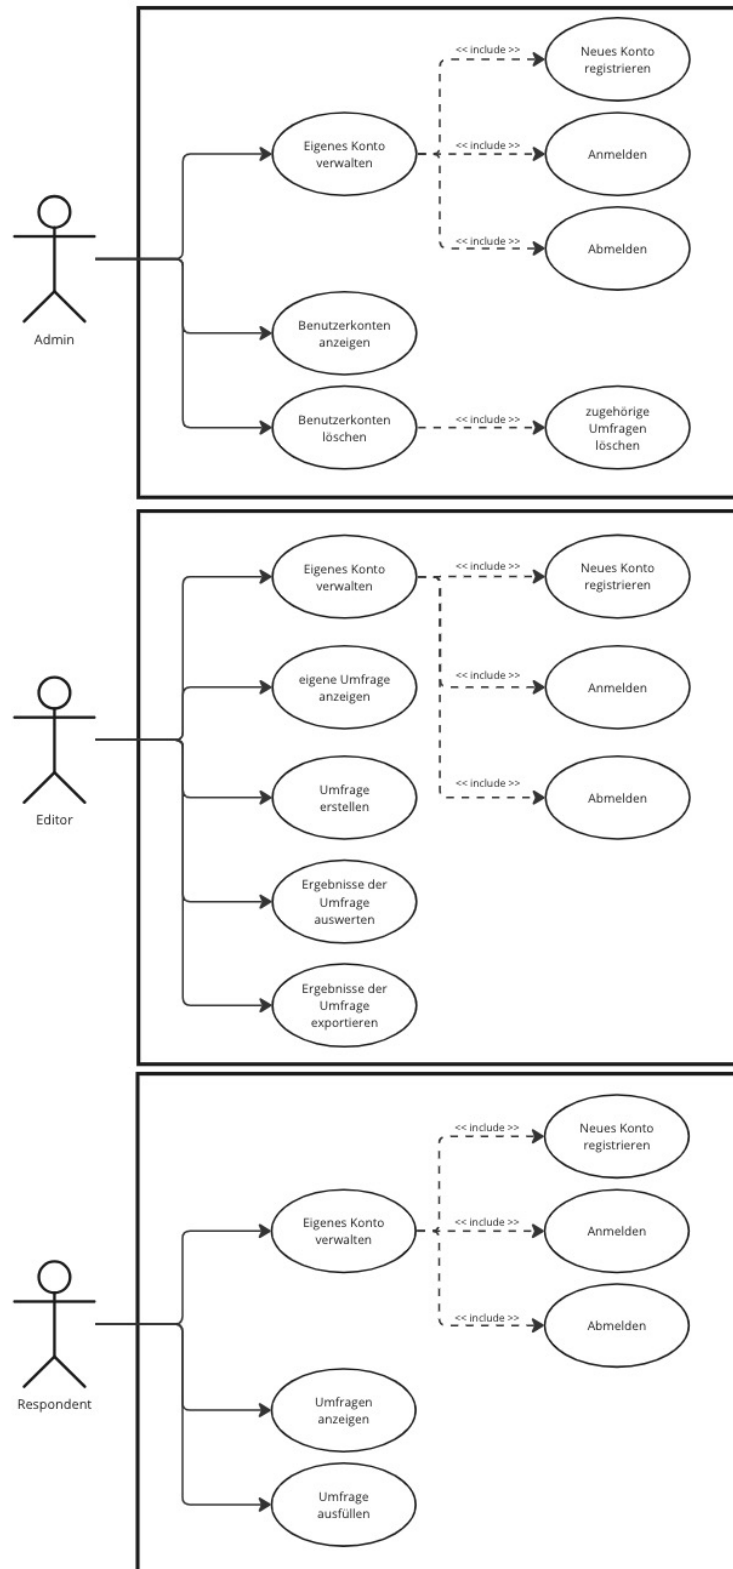 << include >>
Neues Konto
registrieren
Eigenes Konto
verwalten
<< include >>
Anmelden
<< include >>
Abmelden
Admin
Benutzerkonten
anzeigen
Benutzerkonten
löschen
<< include >>
zugehörige
Umfragen
löschen
Eigenes Konto
verwalten
<< include >>
Neues Konto
registrieren
eigene Umfrage
anzeigen
<< include >>
Anmelden
Editor
Umfrage
erstellen
<< include >>
Abmelden
Ergebnisse der
Umfrage
auswerten
Ergebnisse der
Umfrage
exportieren
<< include >>
Neues Konto
registrieren
Eigenes Konto
verwalten
<< include >>
Anmelden
<< include >>
Abmelden
Respondent
Umfragen
anzeigen
Umfrage
ausfüllen